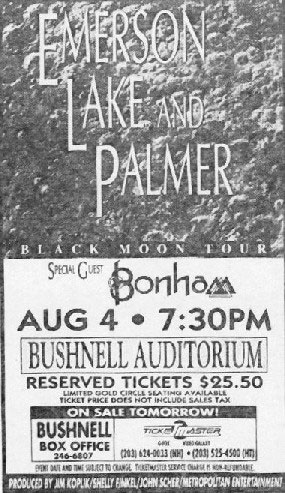 EMERSON
LAKE AND
PALMER
BLACK MOON TOUR
SPECIAL GUEST
Bonham
AUG 4 • 7:30PM
BUSHNELL AUDITORIUM
RESERVED TICKETS $25.50
LIMITED GOLD CIRCLE SEATING AVAILABLE
TICKET PRICE DOES NOT INCLUDE SALES TAX
ON SALE TOMORROW!
BUSHNELL
BOX OFFICE
246-6807
TICKETMASTER
(203) 624-0033 (NH) • (203) 525-4500 (HT)
EVENT DATE AND TIME SUBJECT TO CHANGE. TICKETMASTER SERVICE CHARGE IS NON-REFUNDABLE.
PRODUCED BY JIM KOPLIK/SHELLY FINKEL/JOHN SCHER/METROPOLITAN ENTERTAINMENT